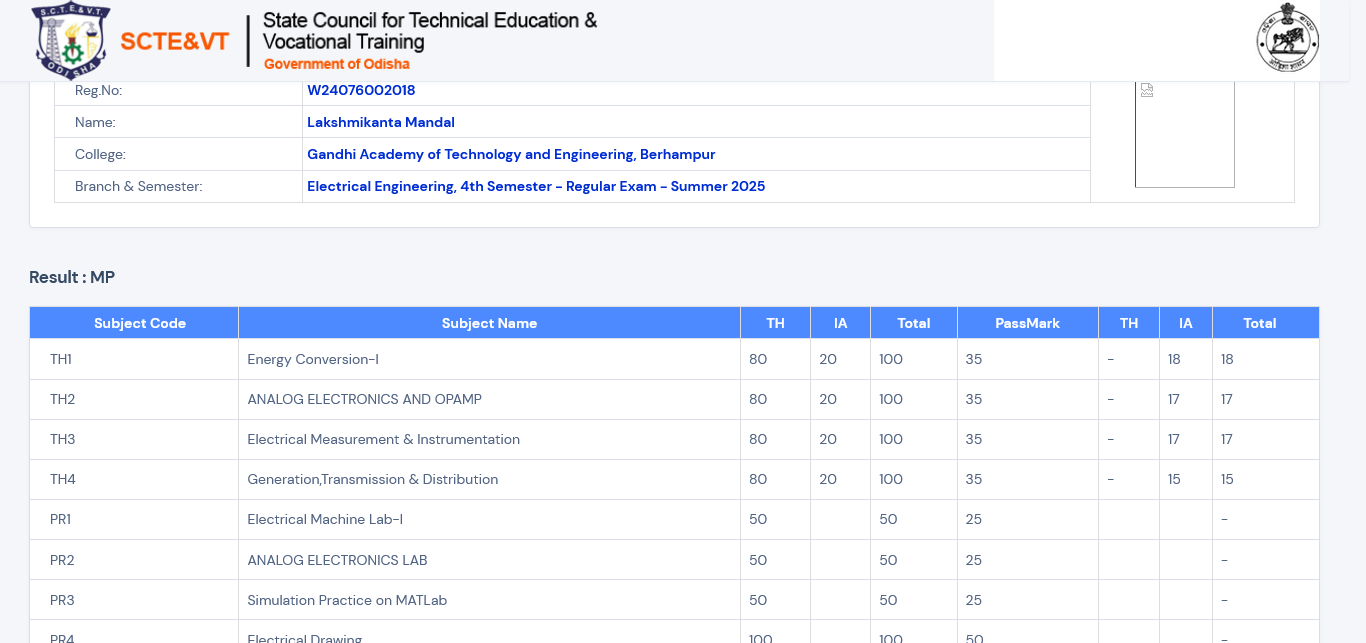 S.C.T.E.&V.T.
ODISHA
SCTE&VT
State Council for Technical Education &
Vocational Training
Government of Odisha
Reg.No: W24076002018
Name: Lakshmikanta Mandal
College: Gandhi Academy of Technology and Engineering, Berhampur
Branch & Semester: Electrical Engineering, 4th Semester - Regular Exam - Summer 2025
Result : MP
Subject Code Subject Name TH IA Total PassMark TH IA Total
TH1 Energy Conversion-I 80 20 100 35 - 18 18
TH2 ANALOG ELECTRONICS AND OPAMP 80 20 100 35 - 17 17
TH3 Electrical Measurement & Instrumentation 80 20 100 35 - 17 17
TH4 Generation,Transmission & Distribution 80 20 100 35 - 15 15
PR1 Electrical Machine Lab-I 50 50 25 -
PR2 ANALOG ELECTRONICS LAB 50 50 25 -
PR3 Simulation Practice on MATLab 50 50 25 -
PR4 Electrical Drawing 100 100 50 -